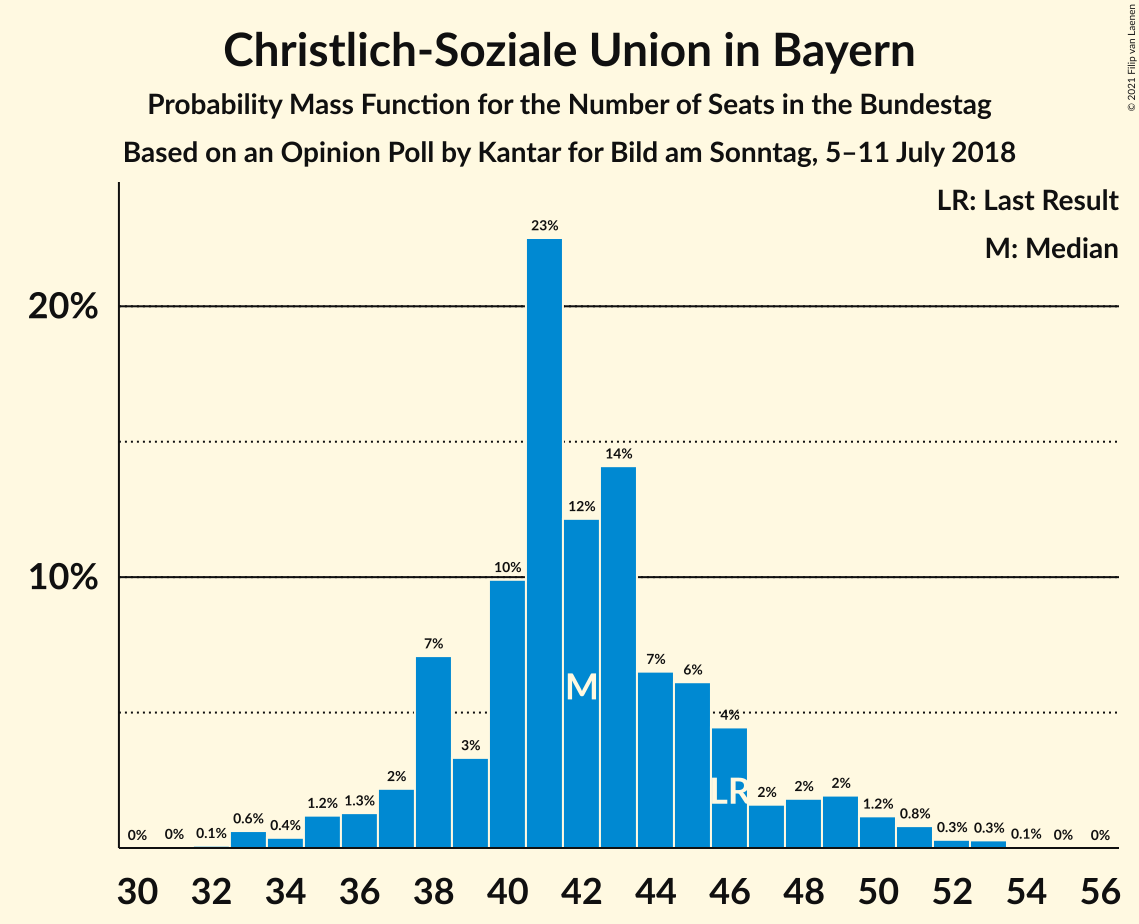 Christlich-Soziale Union in Bayern
Probability Mass Function for the Number of Seats in the Bundestag
Based on an Opinion Poll by Kantar for Bild am Sonntag, 5–11 July 2018
© 2021 Filip van Laenen
LR: Last Result
M: Median
20%
10%
0% 0% 0.1% 0.6% 0.4% 1.2% 1.3% 2% 7% 3% 10% 23% 12% 14% 7% 6% 4% 2% 2% 2% 1.2% 0.8% 0.3% 0.3% 0.1% 0% 0%
M
LR
30 32 34 36 38 40 42 44 46 48 50 52 54 56